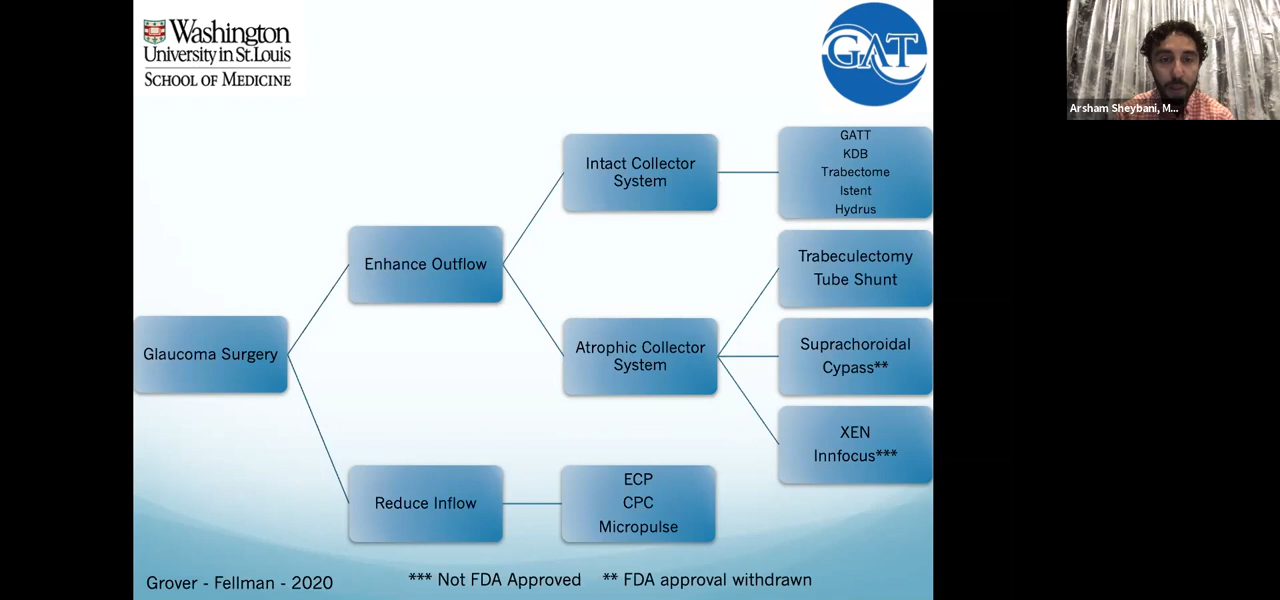 Washington
University in St. Louis
SCHOOL OF MEDICINE
GAT
Arsham Sheybani, M...
Glaucoma Surgery
Enhance Outflow
Intact Collector
System
GATT
KDB
Trabectome
Istent
Hydrus
Atrophic Collector
System
Trabeculectomy
Tube Shunt
Suprachoroidal
Cypass**
XEN
Innfocus***
Reduce Inflow
ECP
CPC
Micropulse
Grover - Fellman - 2020
*** Not FDA Approved ** FDA approval withdrawn